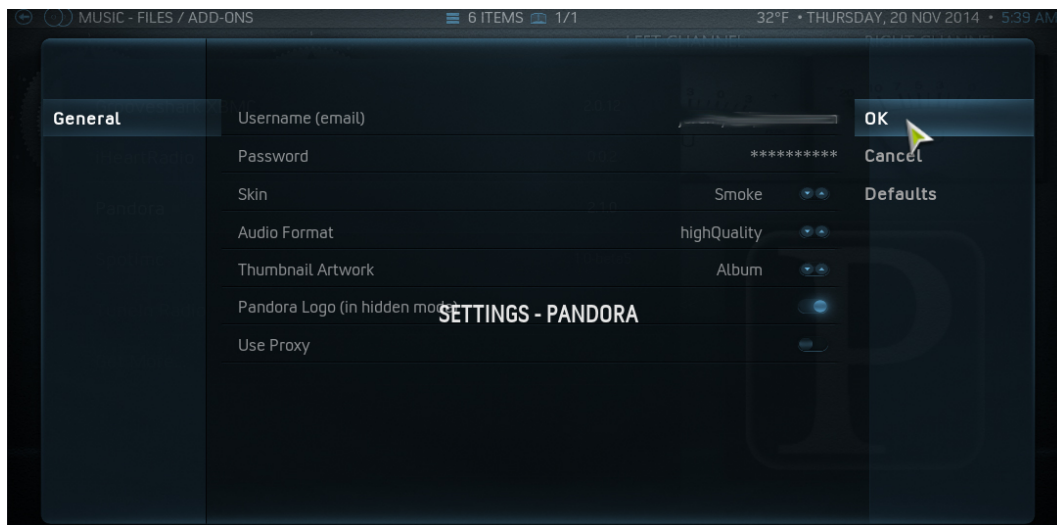 MUSIC - FILES / ADD-ONS 6 ITEMS 1/1 32°F • THURSDAY, 20 NOV 2014 • 5:39 AM
General
Username (email)
Password **********
Skin Smoke
Audio Format highQuality
Thumbnail Artwork Album
Pandora Logo (in hidden mode)
SETTINGS - PANDORA
Use Proxy
OK
Cancel
Defaults
Pandora